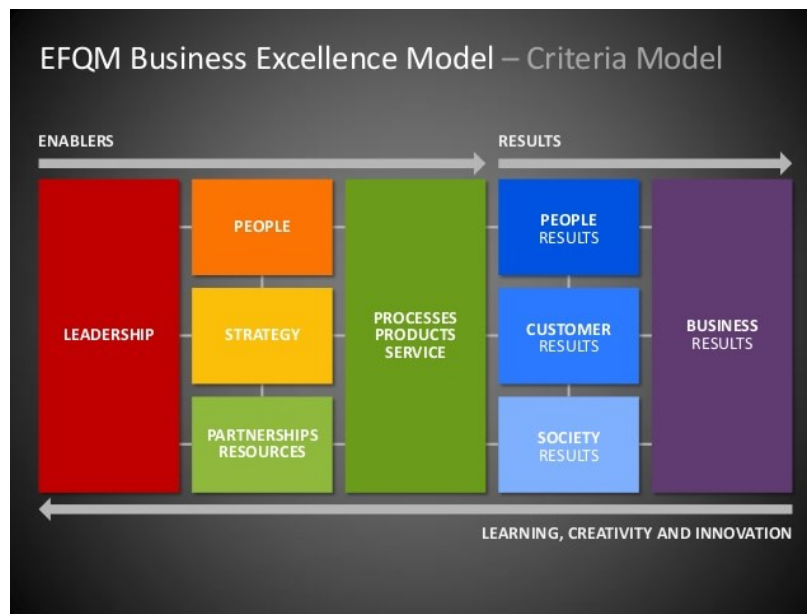 EFQM Business Excellence Model – Criteria Model
ENABLERS
RESULTS
LEADERSHIP
PEOPLE
STRATEGY
PARTNERSHIPS
RESOURCES
PROCESSES
PRODUCTS
SERVICE
PEOPLE
RESULTS
CUSTOMER
RESULTS
SOCIETY
RESULTS
BUSINESS
RESULTS
LEARNING, CREATIVITY AND INNOVATION